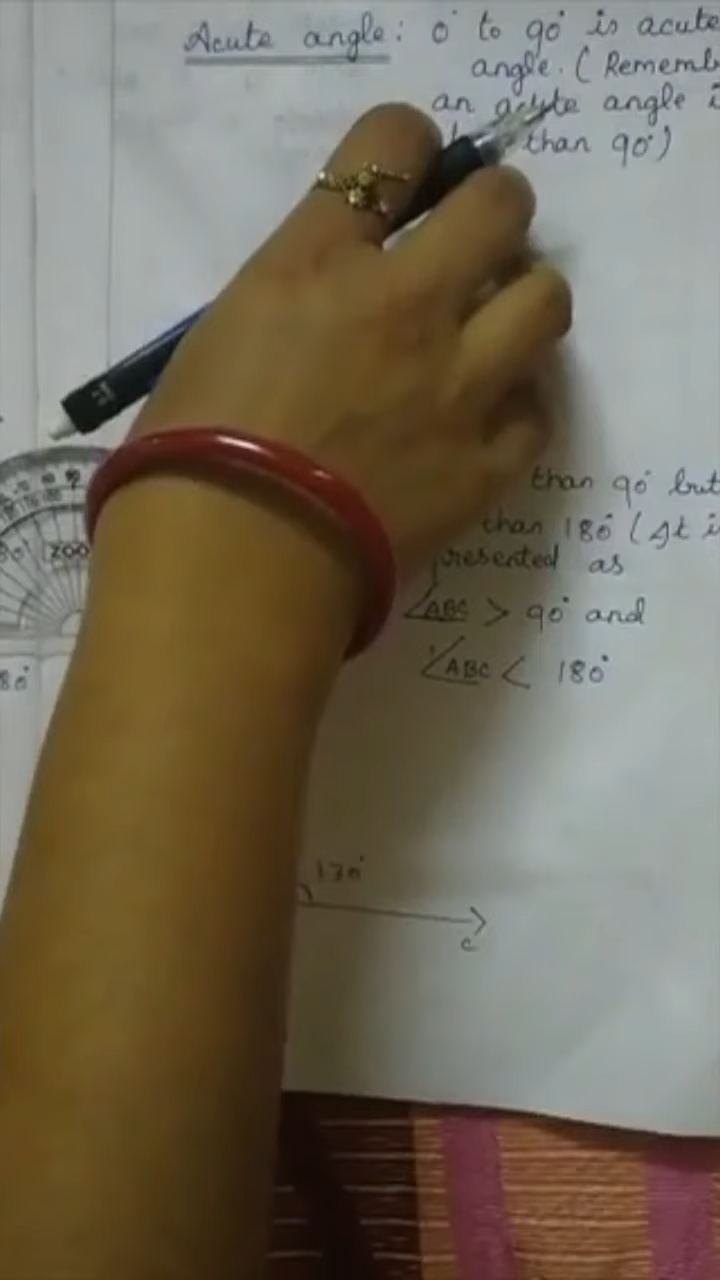 Acute angle: 0° to 90° is acute
angle. (Rememb
an acute angle i
than 90°)
than 90° but
than 180° (It i
resented as
∠ABC > 90° and
∠ABC < 180°
130°
C